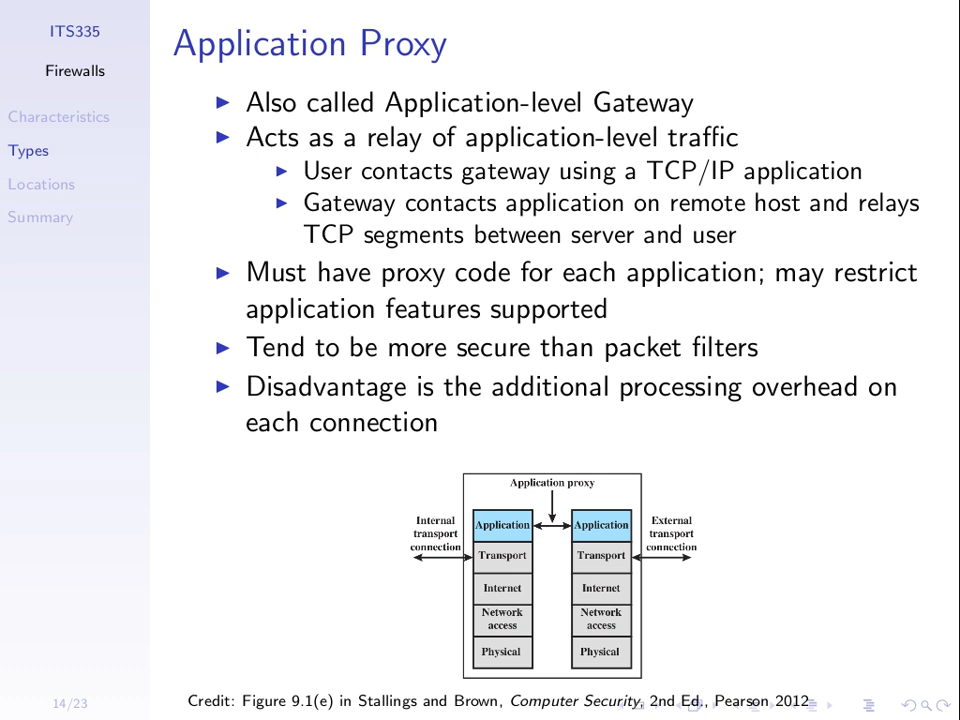 ITS335
Firewalls
Characteristics
Types
Locations
Summary
14/23
Application Proxy
Also called Application-level Gateway
Acts as a relay of application-level traffic
User contacts gateway using a TCP/IP application
Gateway contacts application on remote host and relays
TCP segments between server and user
Must have proxy code for each application; may restrict
application features supported
Tend to be more secure than packet filters
Disadvantage is the additional processing overhead on
each connection
Application proxy
Internal
transport
connection
Application
Transport
Internet
Network
access
Physical
Application
Transport
Internet
Network
access
Physical
External
transport
connection
Credit: Figure 9.1(e) in Stallings and Brown, Computer Security, 2nd Ed., Pearson 2012